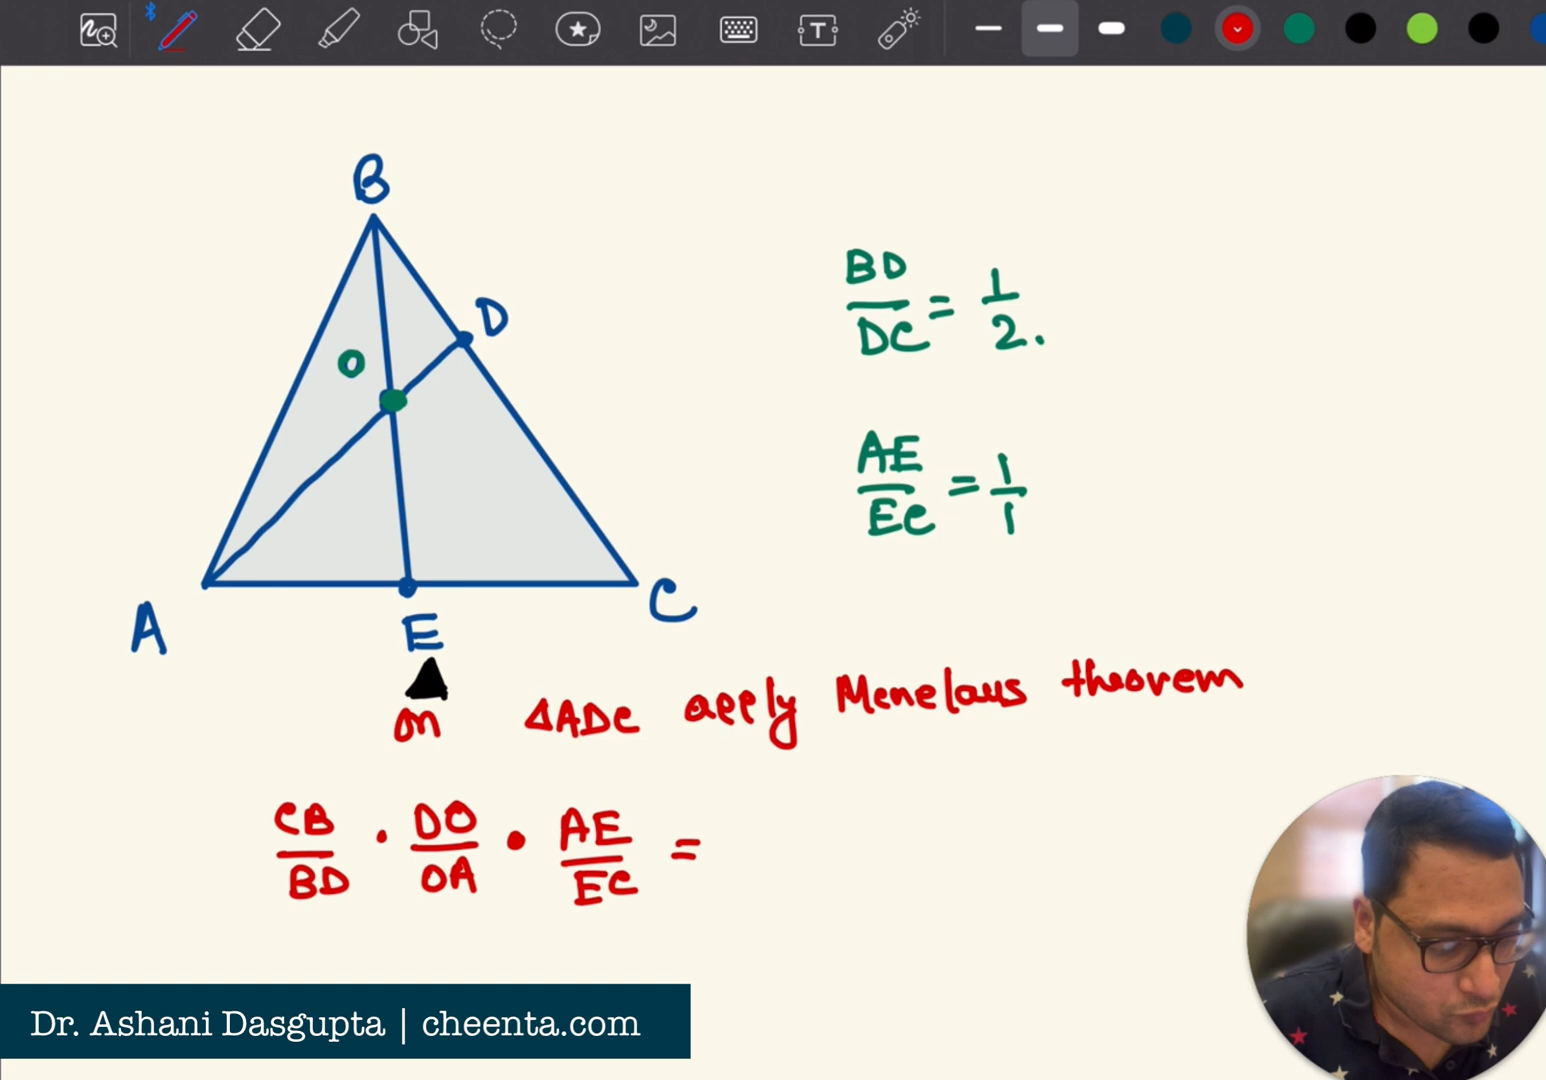 B
D
O
A
E
C
BD/DC = 1/2.
AE/EC = 1/1
on ΔADC apply Menelaus theorem
CB/BD · DO/OA · AE/EC =
Dr. Ashani Dasgupta | cheenta.com